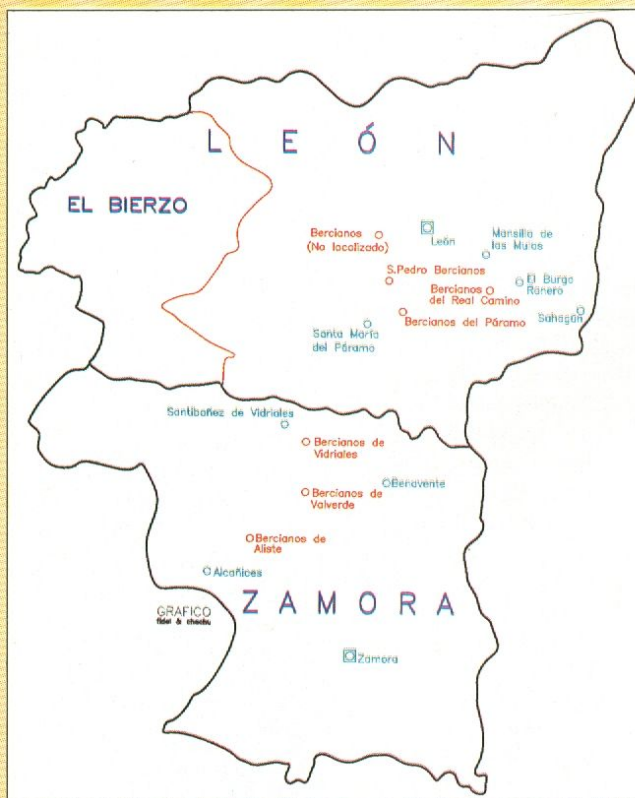 LEÓN
EL BIERZO
Bercianos
(No localizado)
León
Mansilla de
las Mulas
S.Pedro Bercianos
El Burgo
Ranero
Bercianos
del Real Camino
Bercianos del Páramo
Sahagún
Santa María
del Páramo
Santibañez de Vidriales
Bercianos de
Vidriales
Benavente
Bercianos de
Valverde
Bercianos de
Aliste
Alcañices
ZAMORA
GRAFICO
fidel & chechu
Zamora